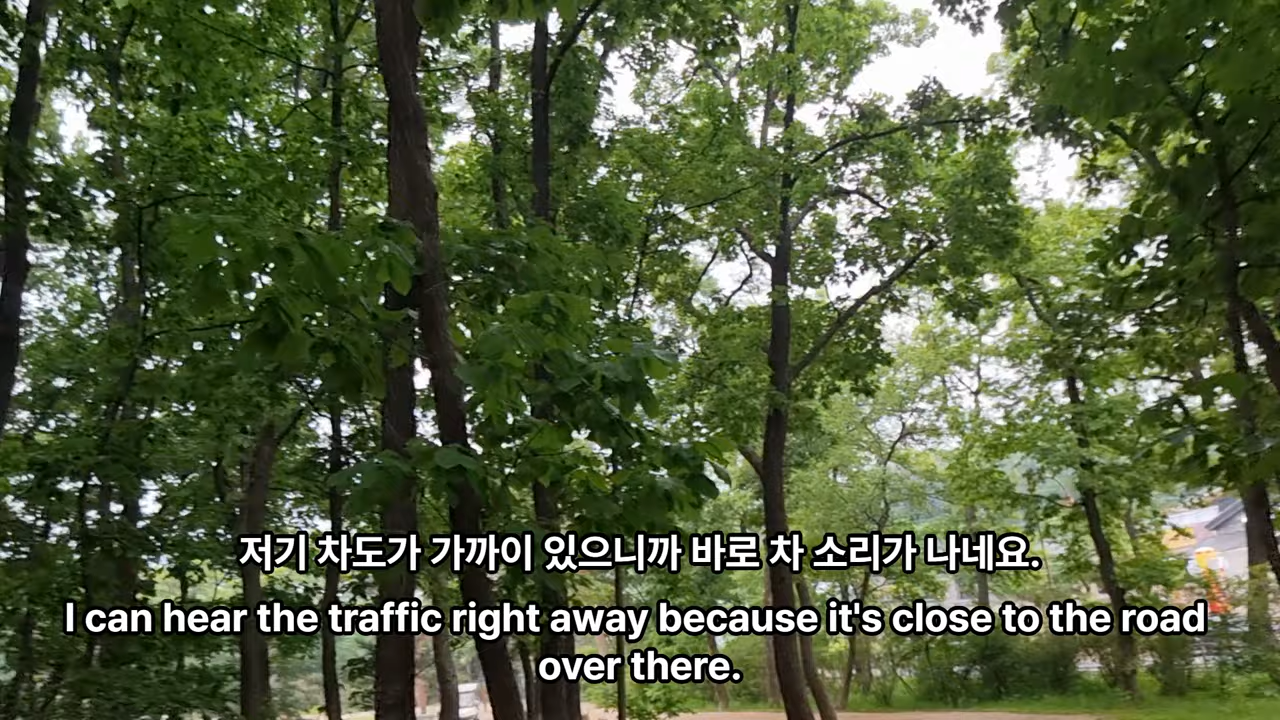 저기 차도가 가까이 있으니까 바로 차 소리가 나네요.
I can hear the traffic right away because it's close to the road
over there.